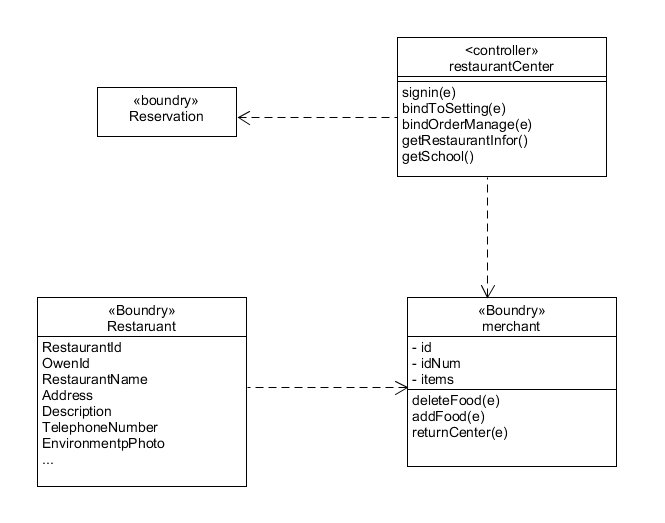 <controller»
restaurantCenter
signin(e)
bindToSetting(e)
bindOrderManage(e)
getRestaurantInfor()
getSchool()
«boundry»
Reservation
«Boundry»
Restaruant
RestaurantId
OwenId
RestaurantName
Address
Description
TelephoneNumber
EnvironmentpPhoto
...
«Boundry»
merchant
- id
- idNum
- items
deleteFood(e)
addFood(e)
returnCenter(e)